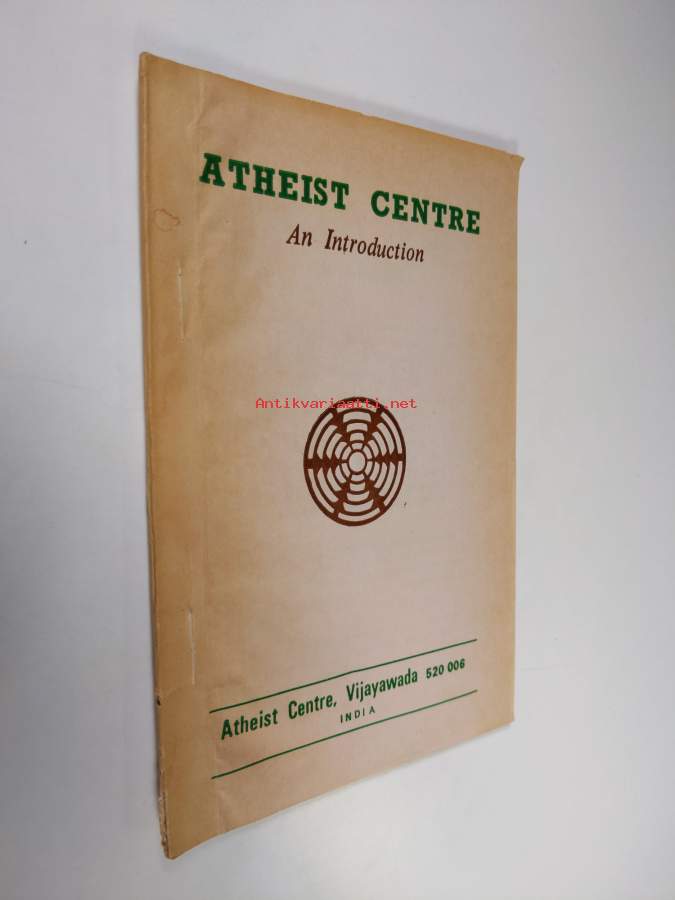 ATHEIST CENTRE
An Introduction
Antikvariaatti.net
Atheist Centre, Vijayawada 520 006
INDIA